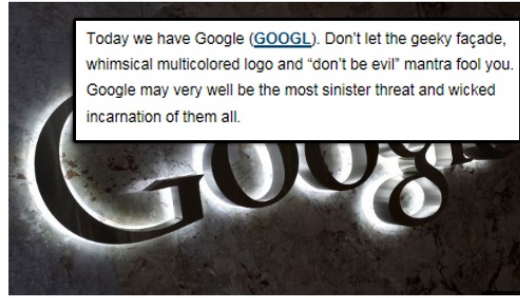 Today we have Google (GOOGL). Don't let the geeky façade,
whimsical multicolored logo and “don't be evil” mantra fool you.
Google may very well be the most sinister threat and wicked
incarnation of them all.
Google